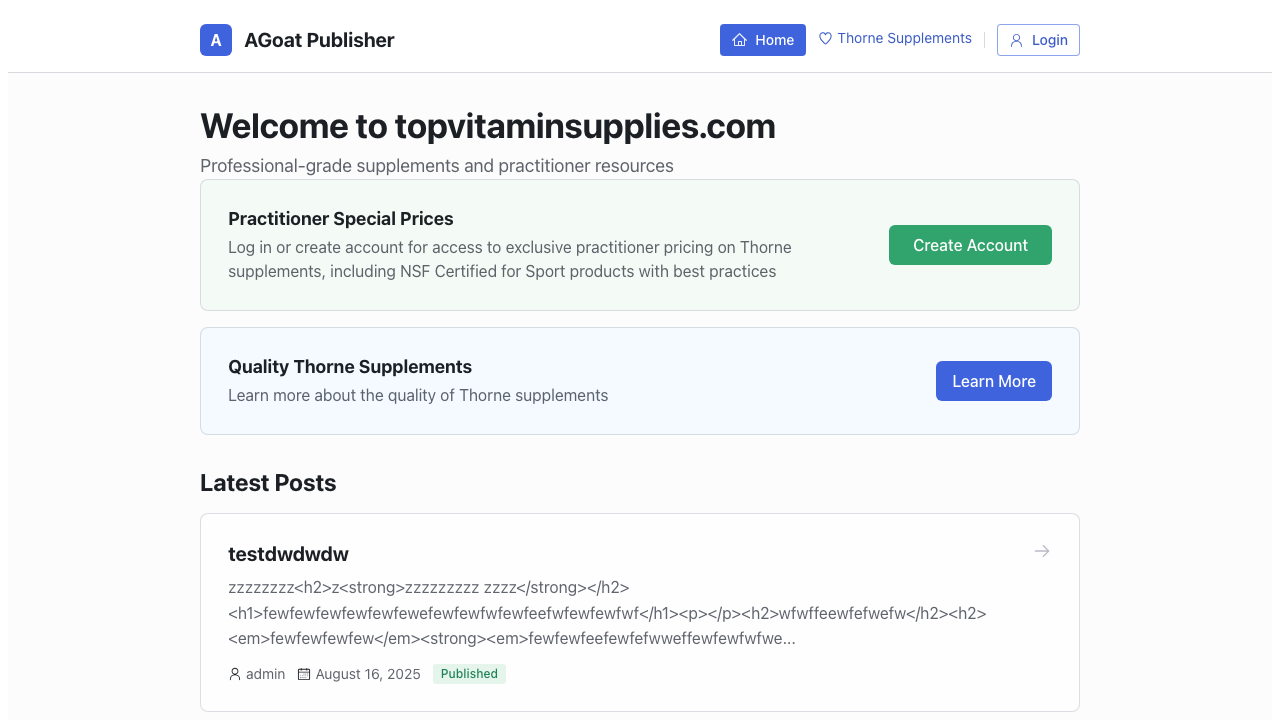 A AGoat Publisher Home Thorne Supplements Login
Welcome to topvitaminsupplies.com
Professional-grade supplements and practitioner resources
Practitioner Special Prices
Log in or create account for access to exclusive practitioner pricing on Thorne
supplements, including NSF Certified for Sport products with best practices
Create Account
Quality Thorne Supplements
Learn more about the quality of Thorne supplements
Learn More
Latest Posts
testdwdwdw
zzzzzzzz<h2>z<strong>zzzzzzzzz zzzz</strong></h2>
<h1>fewfewfewfewfewfewefewfewfwfewfeefwfewfewfwf</h1><p></p><h2>wfwffeewfefwefw</h2><h2>
<em>fewfewfewfew</em><strong><em>fewfewfeefewfefwweffewfewfwfwe...
admin August 16, 2025 Published